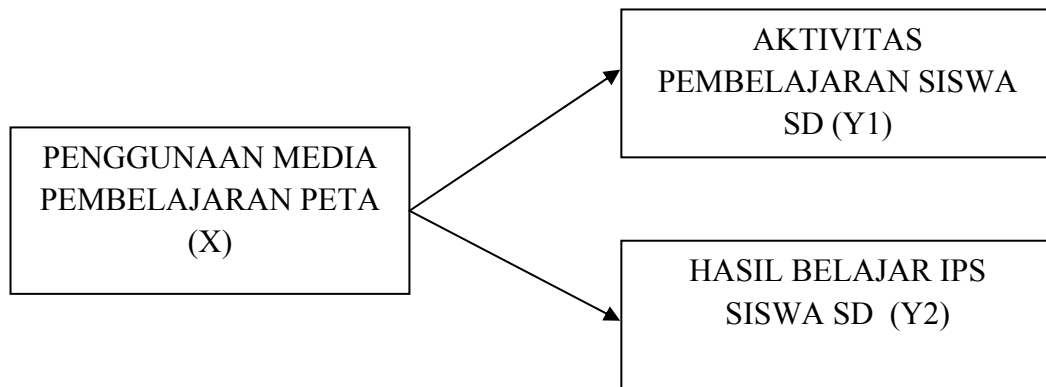 PENGGUNAAN MEDIA
PEMBELAJARAN PETA
(X)
AKTIVITAS
PEMBELAJARAN SISWA
SD (Y1)
HASIL BELAJAR IPS
SISWA SD (Y2)